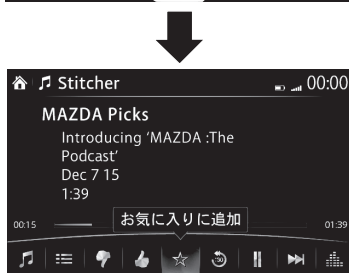 Stitcher 00:00
MAZDA Picks
Introducing ‘MAZDA :The
Podcast’
Dec 7 15
1:39
お気に入りに追加
00:15 01:39
30